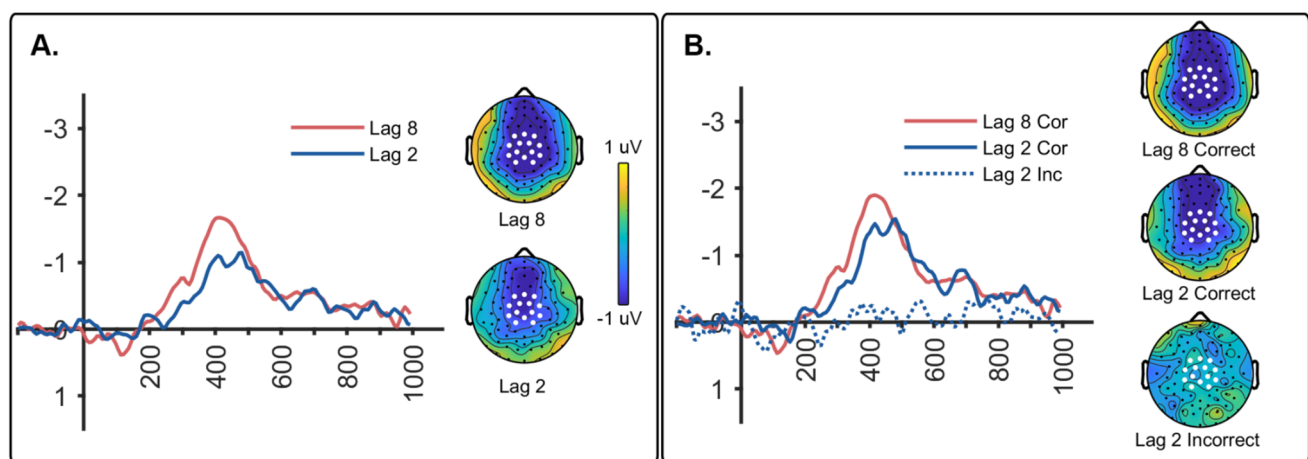 A.
-3
-2
-1
0
1
200
400
600
800
1000
Lag 8
Lag 2
Lag 8
1 uV
-1 uV
Lag 2
B.
-3
-2
-1
0
1
200
400
600
800
1000
Lag 8 Cor
Lag 2 Cor
Lag 2 Inc
Lag 8 Correct
Lag 2 Correct
Lag 2 Incorrect